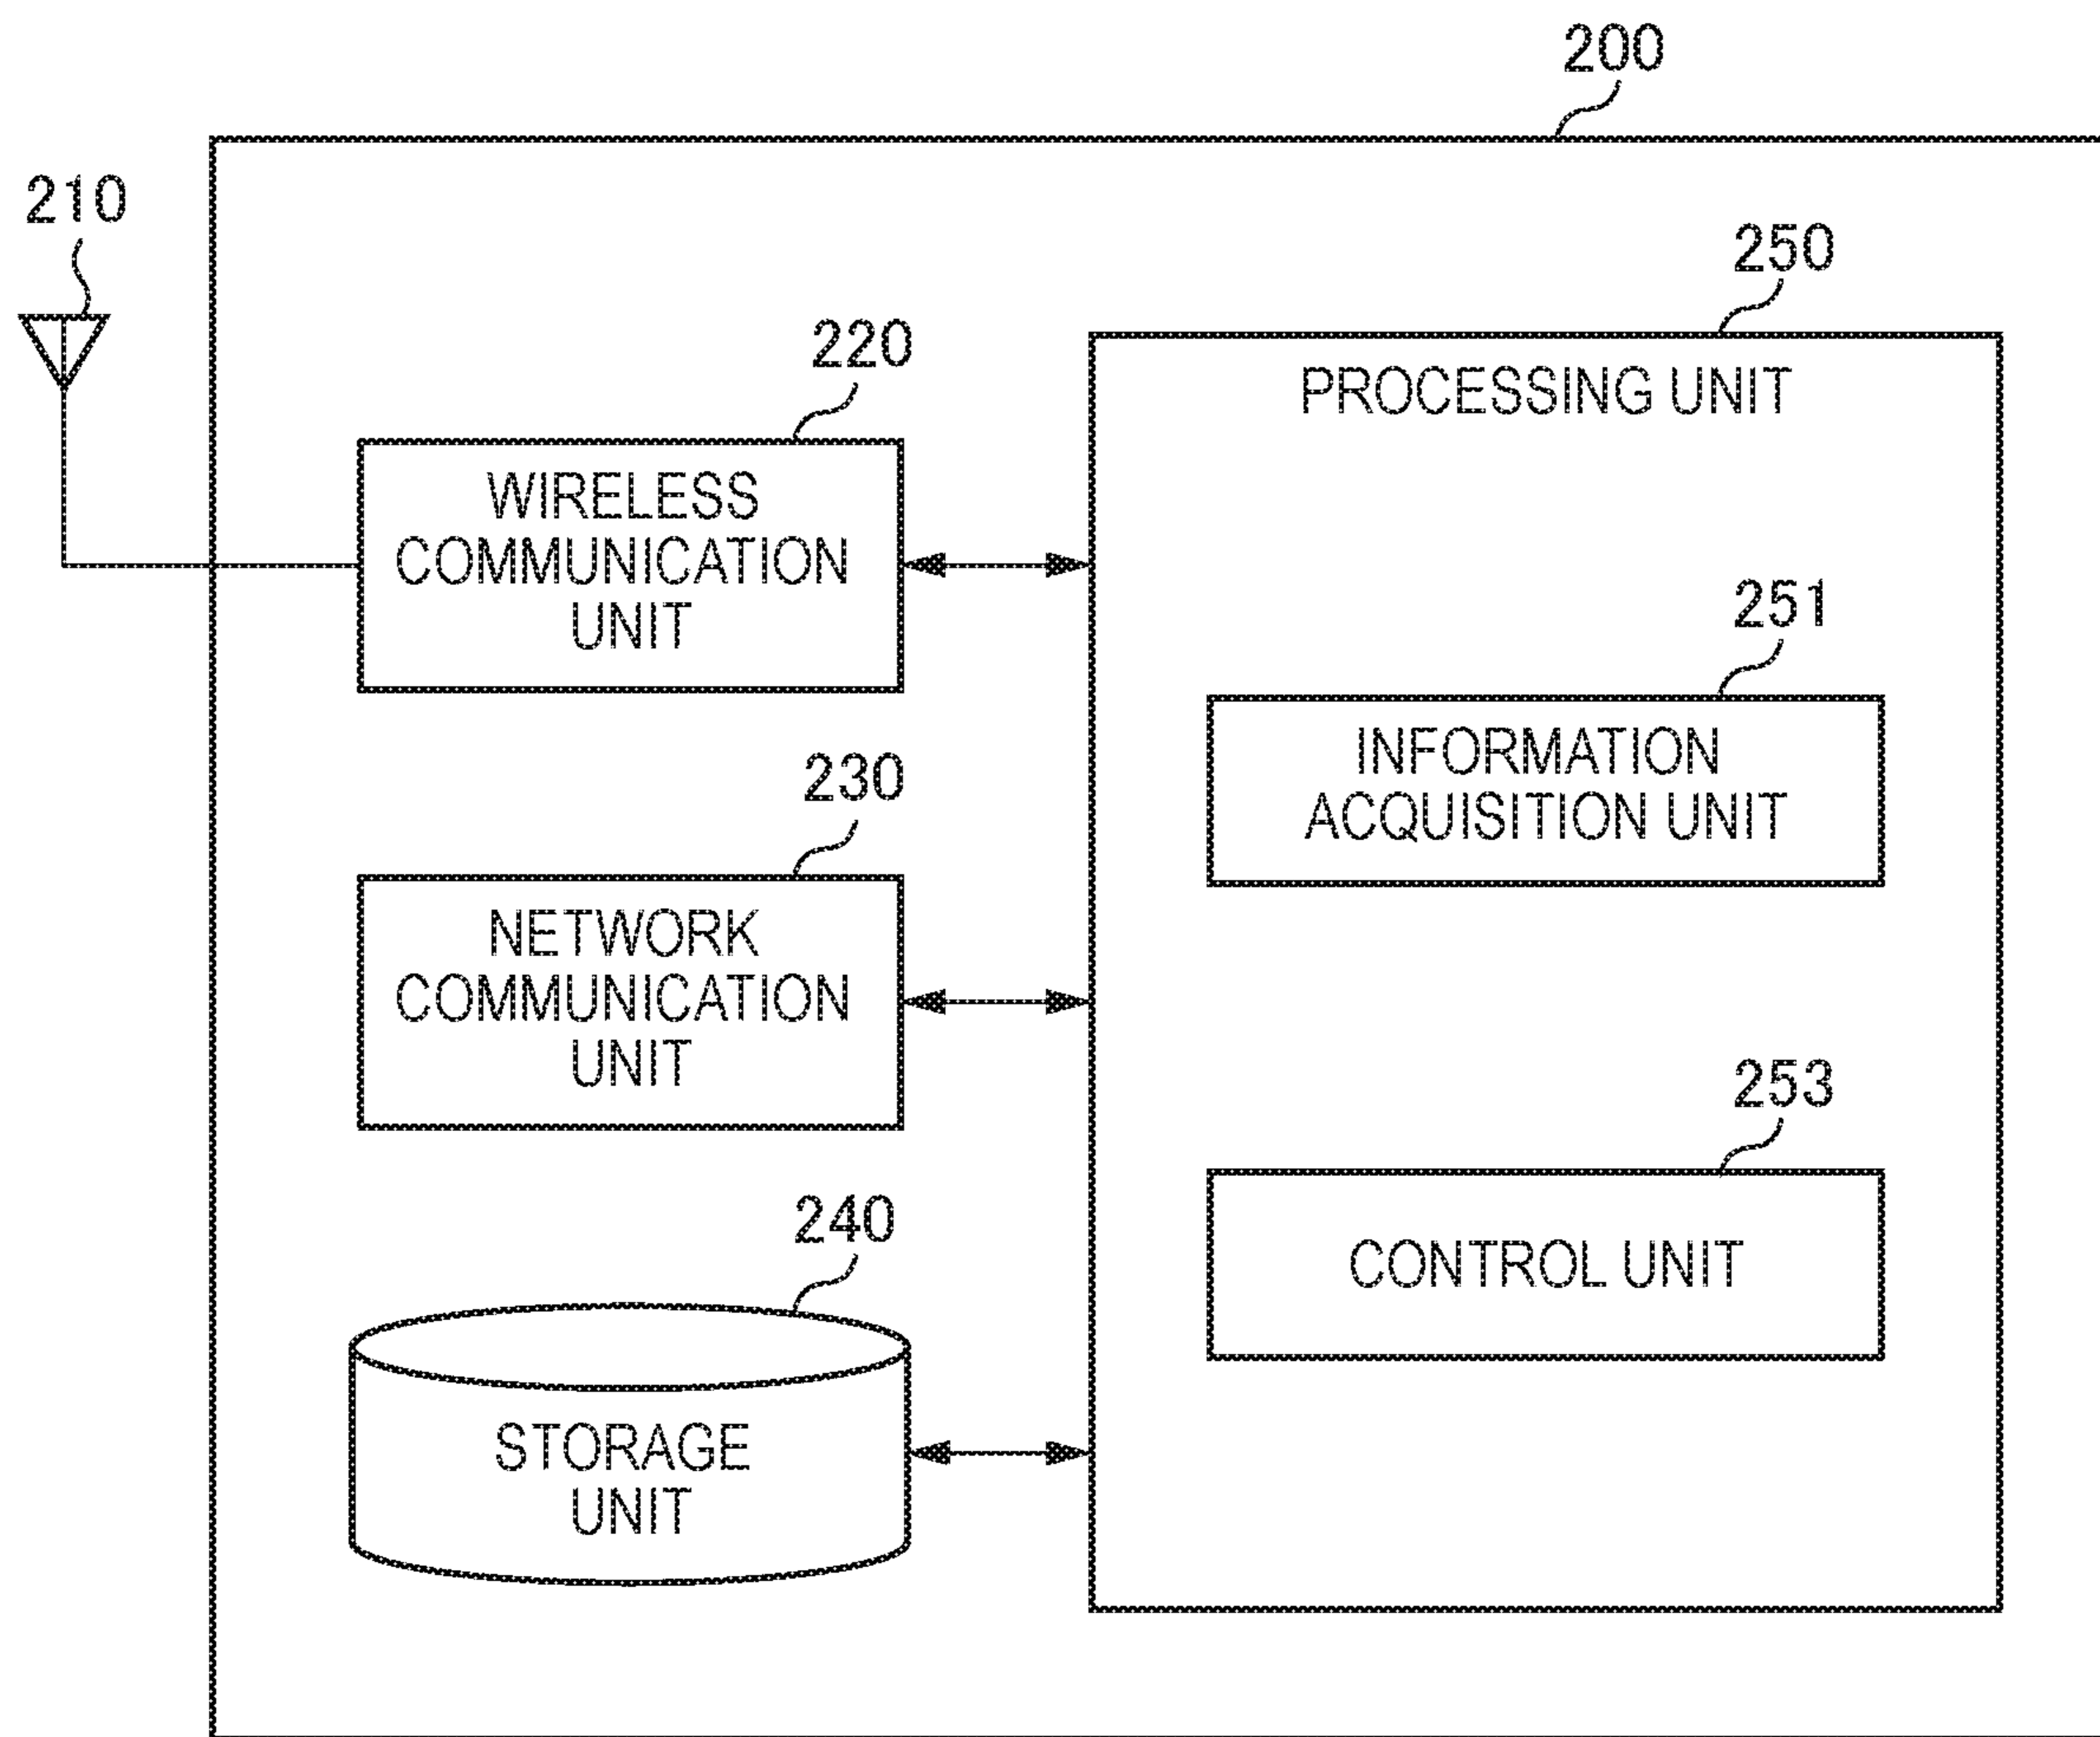 200
210
250
220
PROCESSING UNIT
WIRELESS
COMMUNICATION
UNIT
251
INFORMATION
ACQUISITION UNIT
230
NETWORK
COMMUNICATION
UNIT
253
CONTROL UNIT
240
STORAGE
UNIT